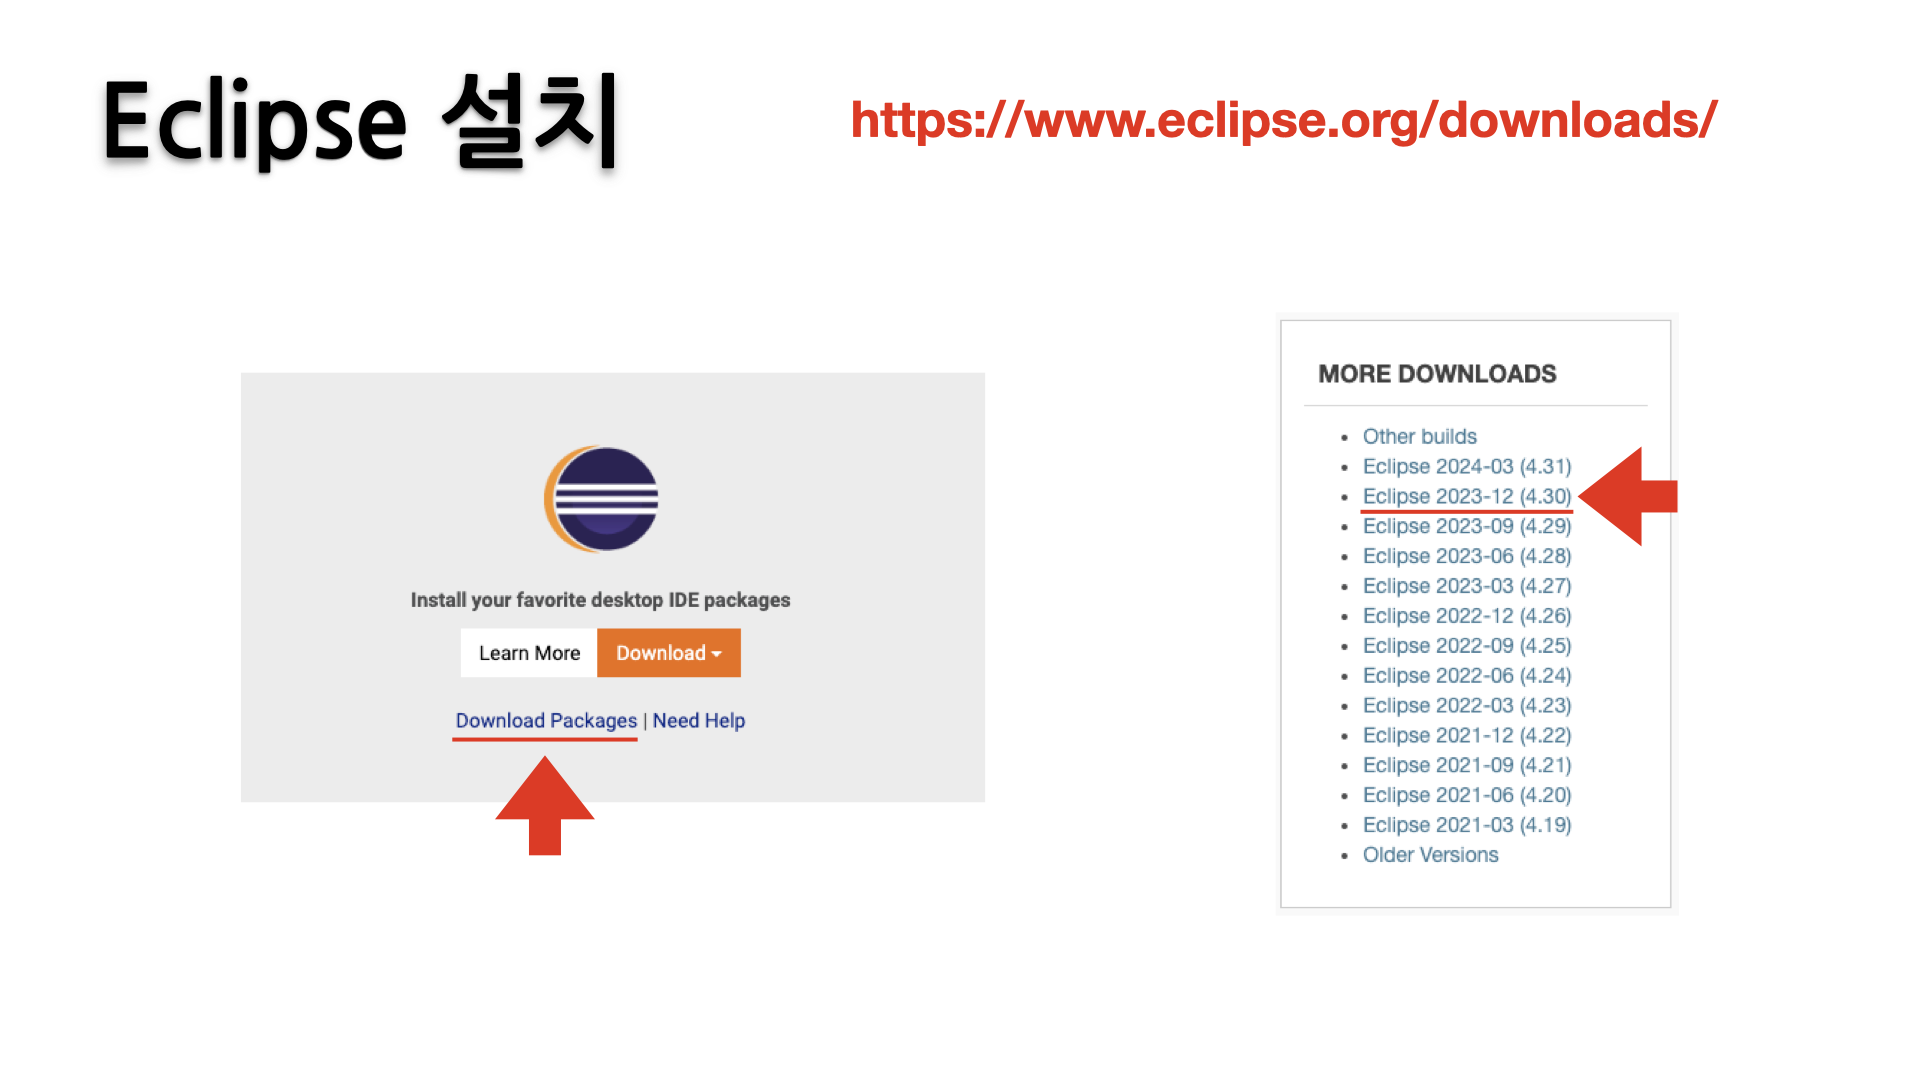 Eclipse 설치
https://www.eclipse.org/downloads/
Install your favorite desktop IDE packages
Learn More
Download
Download Packages | Need Help
MORE DOWNLOADS
Other builds
Eclipse 2024-03 (4.31)
Eclipse 2023-12 (4.30)
Eclipse 2023-09 (4.29)
Eclipse 2023-06 (4.28)
Eclipse 2023-03 (4.27)
Eclipse 2022-12 (4.26)
Eclipse 2022-09 (4.25)
Eclipse 2022-06 (4.24)
Eclipse 2022-03 (4.23)
Eclipse 2021-12 (4.22)
Eclipse 2021-09 (4.21)
Eclipse 2021-06 (4.20)
Eclipse 2021-03 (4.19)
Older Versions